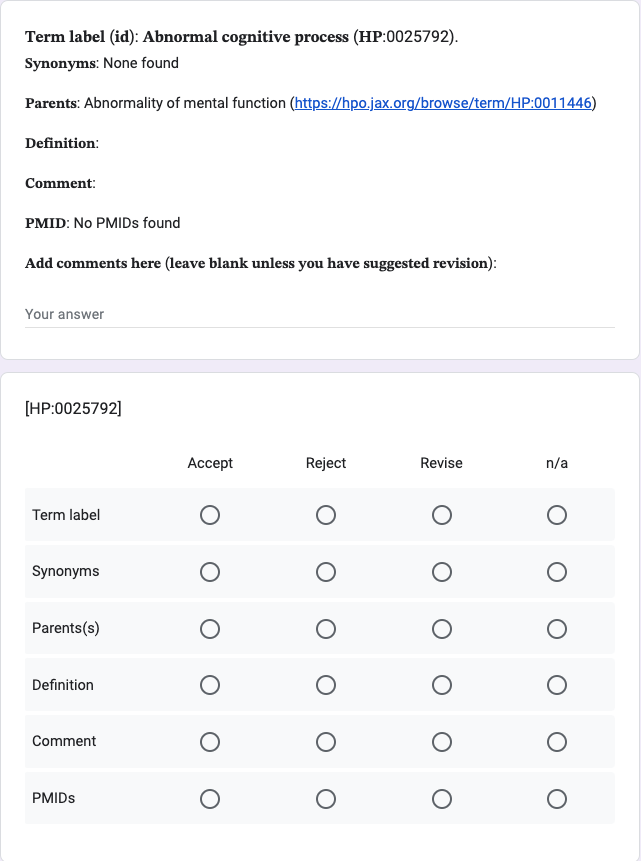 Term label (id): Abnormal cognitive process (HP:0025792).
Synonyms: None found
Parents: Abnormality of mental function (https://hpo.jax.org/browse/term/HP:0011446)
Definition:
Comment:
PMID: No PMIDs found
Add comments here (leave blank unless you have suggested revision):
Your answer
[HP:0025792]
Accept Reject Revise n/a
Term label
Synonyms
Parents(s)
Definition
Comment
PMIDs